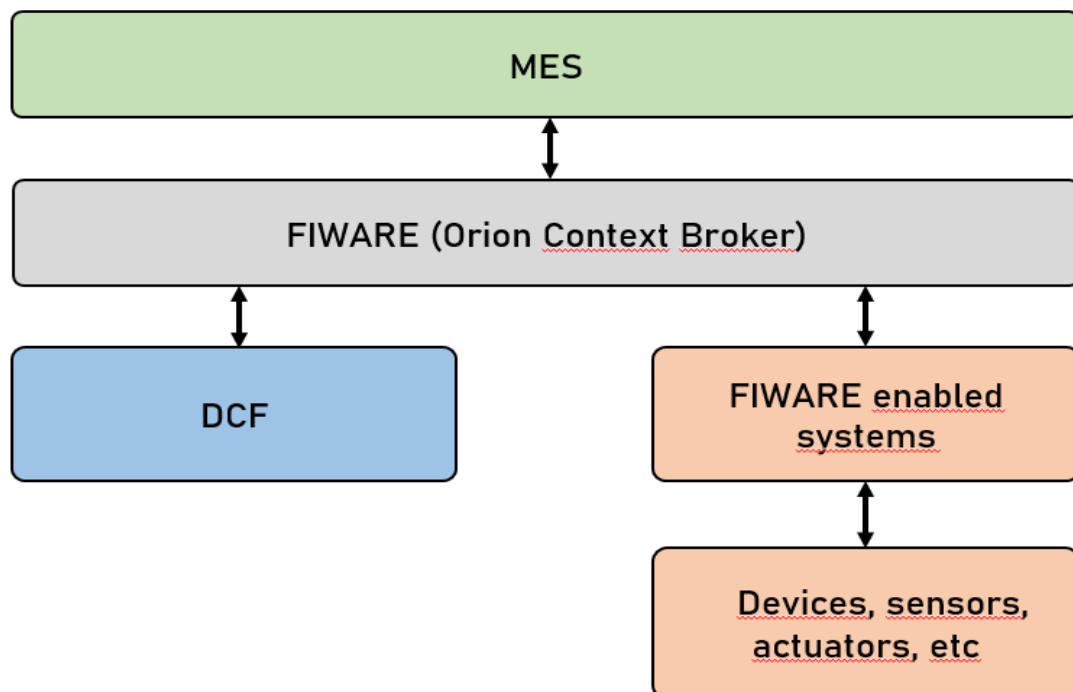 MES
FIWARE (Orion Context Broker)
DCF
FIWARE enabled
systems
Devices, sensors,
actuators, etc